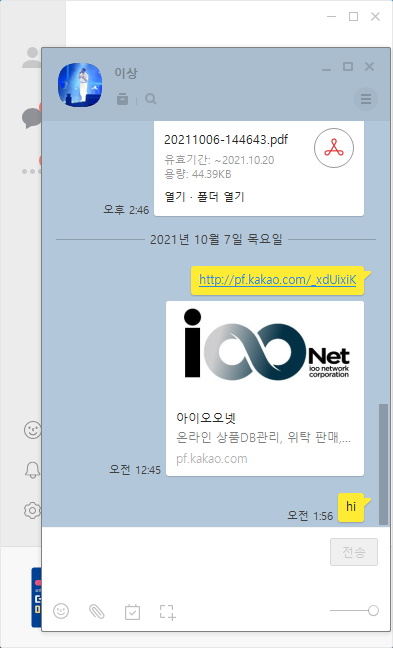 이상
20211006-144643.pdf
유효기간: ~2021.10.20
용량: 44.39KB
열기 · 폴더 열기
오후 2:46
2021년 10월 7일 목요일
http://pf.kakao.com/_xdUixiK
ioo Net
ioo network
corporation
아이오오넷
온라인 상품DB관리, 위탁 판매,...
pf.kakao.com
오전 12:45
hi
오전 1:56
전송